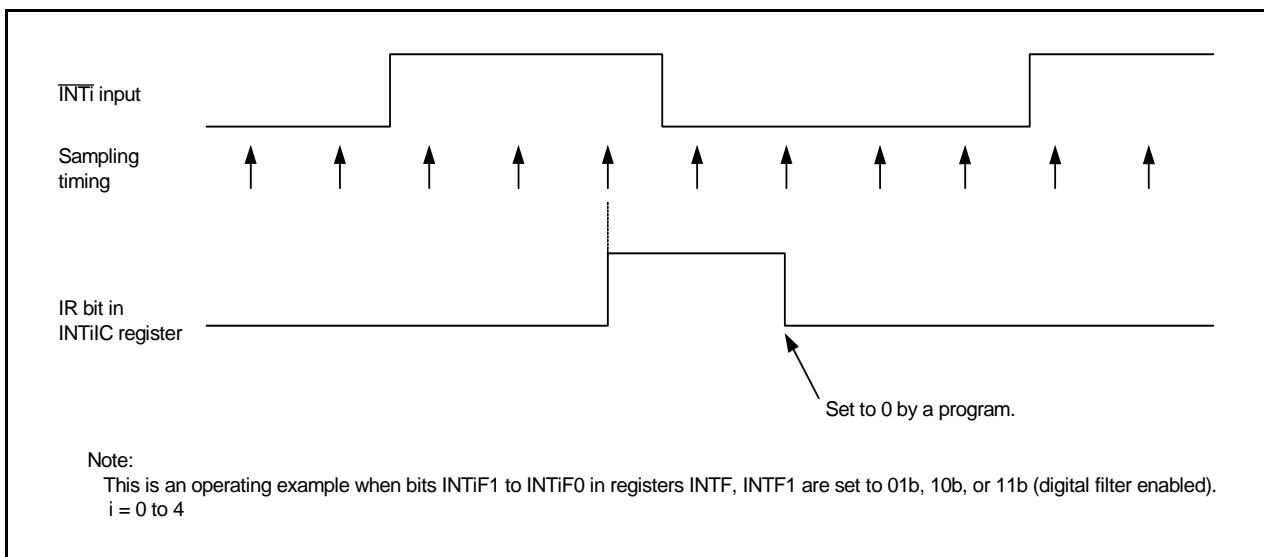 INTi input
Sampling
timing
IR bit in
INTiIC register
Set to 0 by a program.
Note:
This is an operating example when bits INTiF1 to INTiF0 in registers INTF, INTF1 are set to 01b, 10b, or 11b (digital filter enabled).
i = 0 to 4